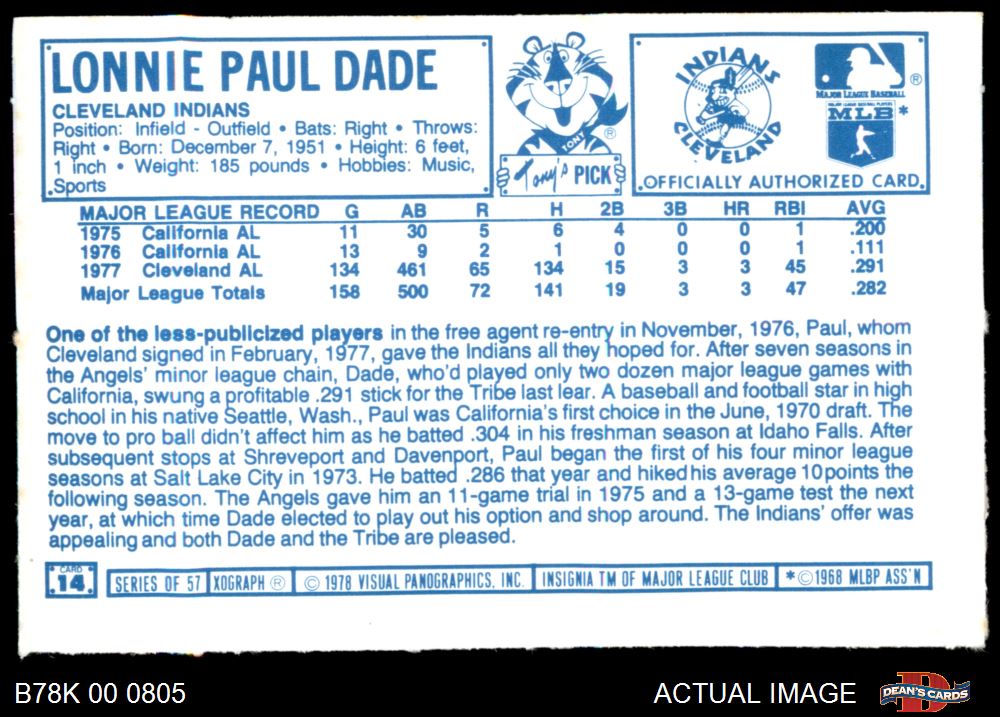 LONNIE PAUL DADE
CLEVELAND INDIANS
Position: Infield - Outfield • Bats: Right • Throws:
Right • Born: December 7, 1951 • Height: 6 feet,
1 inch • Weight: 185 pounds • Hobbies: Music,
Sports
TONY
®
Tony's PICK
INDIANS
CLEVELAND
®
MAJOR LEAGUE BASEBALL
MAJOR LEAGUE BASEBALL PLAYERS
MLB *
OFFICIALLY AUTHORIZED CARD
MAJOR LEAGUE RECORD G AB R H 2B 3B HR RBI AVG
1975 California AL 11 30 5 6 4 0 0 1 .200
1976 California AL 13 9 2 1 0 0 0 1 .111
1977 Cleveland AL 134 461 65 134 15 3 3 45 .291
Major League Totals 158 500 72 141 19 3 3 47 .282
One of the less-publicized players in the free agent re-entry in November, 1976, Paul, whom
Cleveland signed in February, 1977, gave the Indians all they hoped for. After seven seasons in
the Angels' minor league chain, Dade, who'd played only two dozen major league games with
California, swung a profitable .291 stick for the Tribe last lear. A baseball and football star in high
school in his native Seattle, Wash., Paul was California's first choice in the June, 1970 draft. The
move to pro ball didn't affect him as he batted .304 in his freshman season at Idaho Falls. After
subsequent stops at Shreveport and Davenport, Paul began the first of his four minor league
seasons at Salt Lake City in 1973. He batted .286 that year and hiked his average 10 points the
following season. The Angels gave him an 11-game trial in 1975 and a 13-game test the next
year, at which time Dade elected to play out his option and shop around. The Indians' offer was
appealing and both Dade and the Tribe are pleased.
CARD
14
SERIES OF 57 XOGRAPH ® © 1978 VISUAL PANOGRAPHICS, INC. INSIGNIA TM OF MAJOR LEAGUE CLUB * © 1968 MLBP ASS'N
B78K 00 0805 ACTUAL IMAGE DEAN'S CARDS